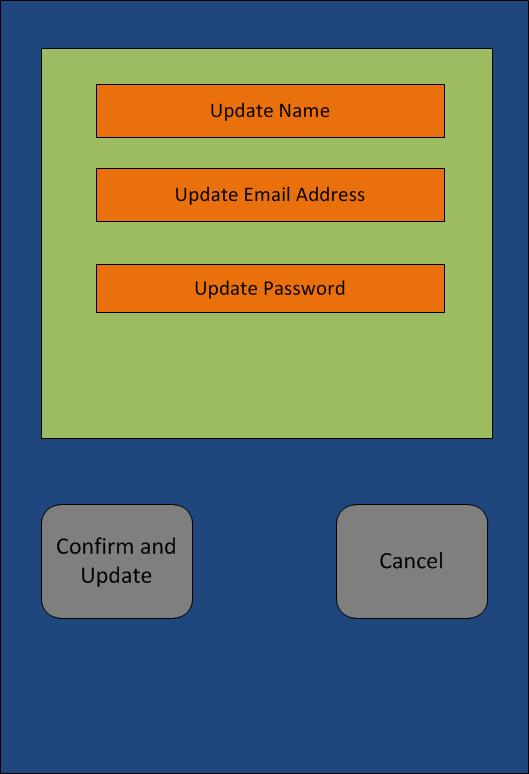 Update Name
Update Email Address
Update Password
Confirm and
Update
Cancel